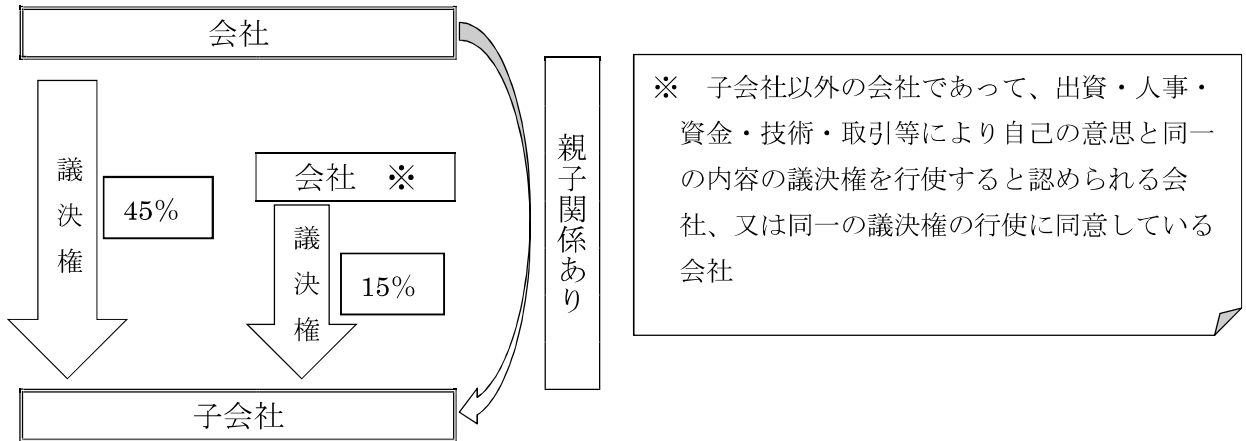 会社
議決権
45%
会社 ※
議決権
15%
子会社
親子関係あり
※ 子会社以外の会社であって、出資・人事・
資金・技術・取引等により自己の意思と同一
の内容の議決権を行使すると認められる会
社、又は同一の議決権の行使に同意している
会社